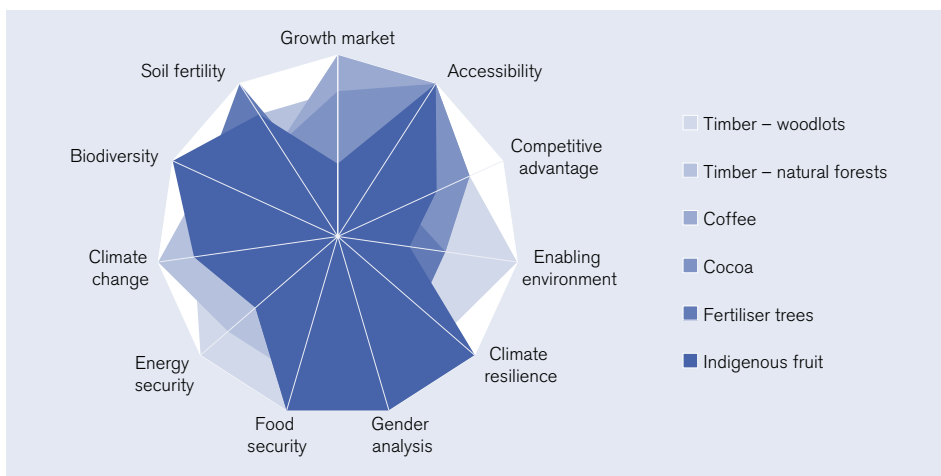 Growth market
Soil fertility
Accessibility
Timber – woodlots
Competitive
advantage
Biodiversity
Timber – natural forests
Coffee
Climate
change
Enabling
environment
Cocoa
Fertiliser trees
Energy
security
Climate
resilience
Indigenous fruit
Food
security
Gender
analysis